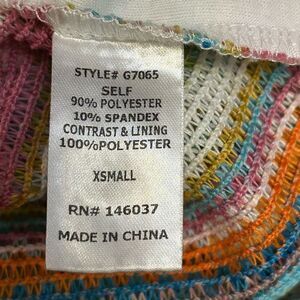 STYLE# G7065
SELF
90% POLYESTER
10% SPANDEX
CONTRAST & LINING
100%POLYESTER
XSMALL
RN# 146037
MADE IN CHINA